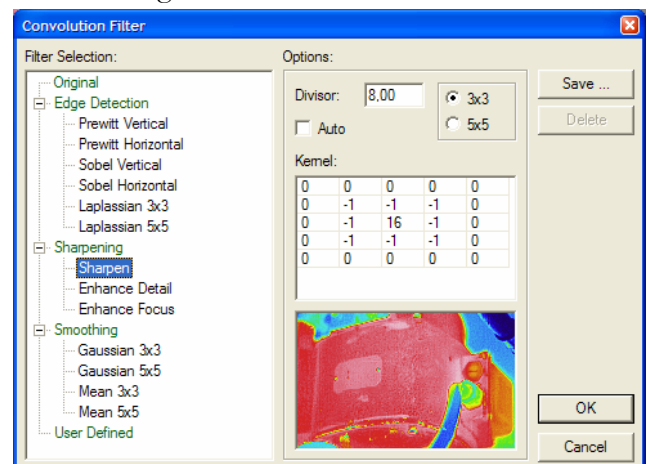 Convolution Filter
Filter Selection:
Original
Edge Detection
Prewitt Vertical
Prewitt Horizontal
Sobel Vertical
Sobel Horizontal
Laplassian 3x3
Laplassian 5x5
Sharpening
Sharpen
Enhance Detail
Enhance Focus
Smoothing
Gaussian 3x3
Gaussian 5x5
Mean 3x3
Mean 5x5
User Defined
Options:
Divisor: 8,00
Auto
3x3
5x5
Kernel:
0 0 0 0 0
0 -1 -1 -1 0
0 -1 16 -1 0
0 -1 -1 -1 0
0 0 0 0 0
Save ...
Delete
OK
Cancel